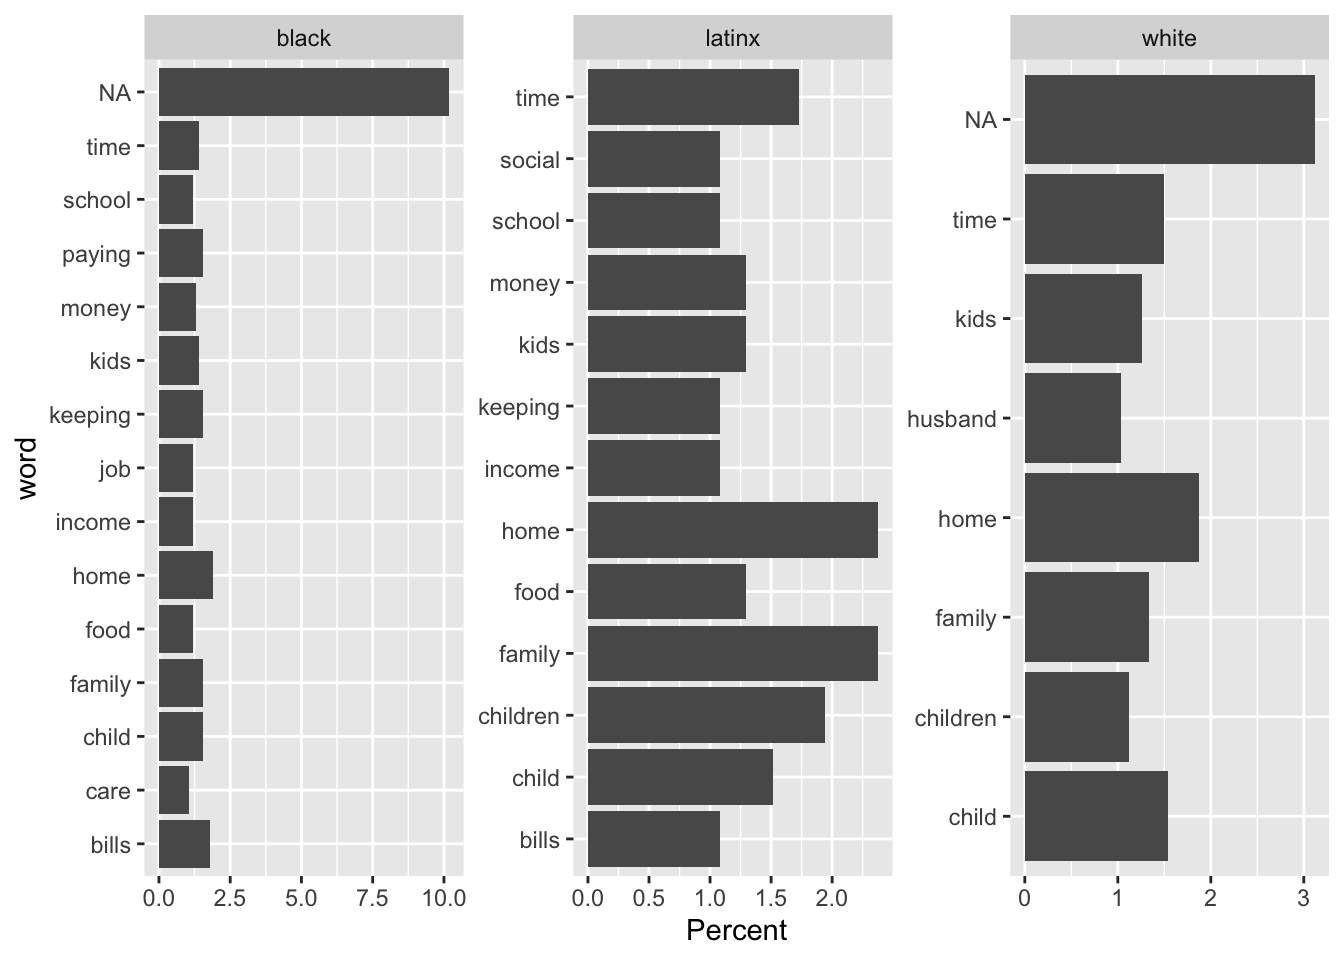 black
latinx
white
word
NA
time
school
paying
money
kids
keeping
job
income
home
food
family
child
care
bills
0.0 2.5 5.0 7.5 10.0
time
social
school
money
kids
keeping
income
home
food
family
children
child
bills
0.0 0.5 1.0 1.5 2.0
NA
time
kids
husband
home
family
children
child
0 1 2 3
Percent